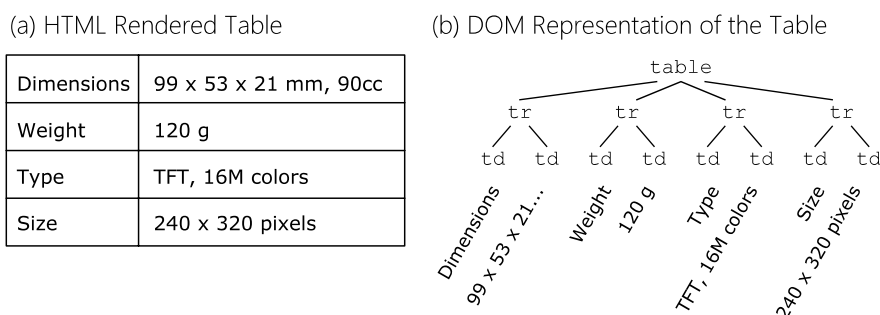 (a) HTML Rendered Table
Dimensions 99 x 53 x 21 mm, 90cc
Weight 120 g
Type TFT, 16M colors
Size 240 x 320 pixels
(b) DOM Representation of the Table
table
tr tr tr tr
td td td td td td td td
Dimensions
99 x 53 x 21...
Weight
120 g
Type
TFT, 16M colors
Size
240 x 320 pixels